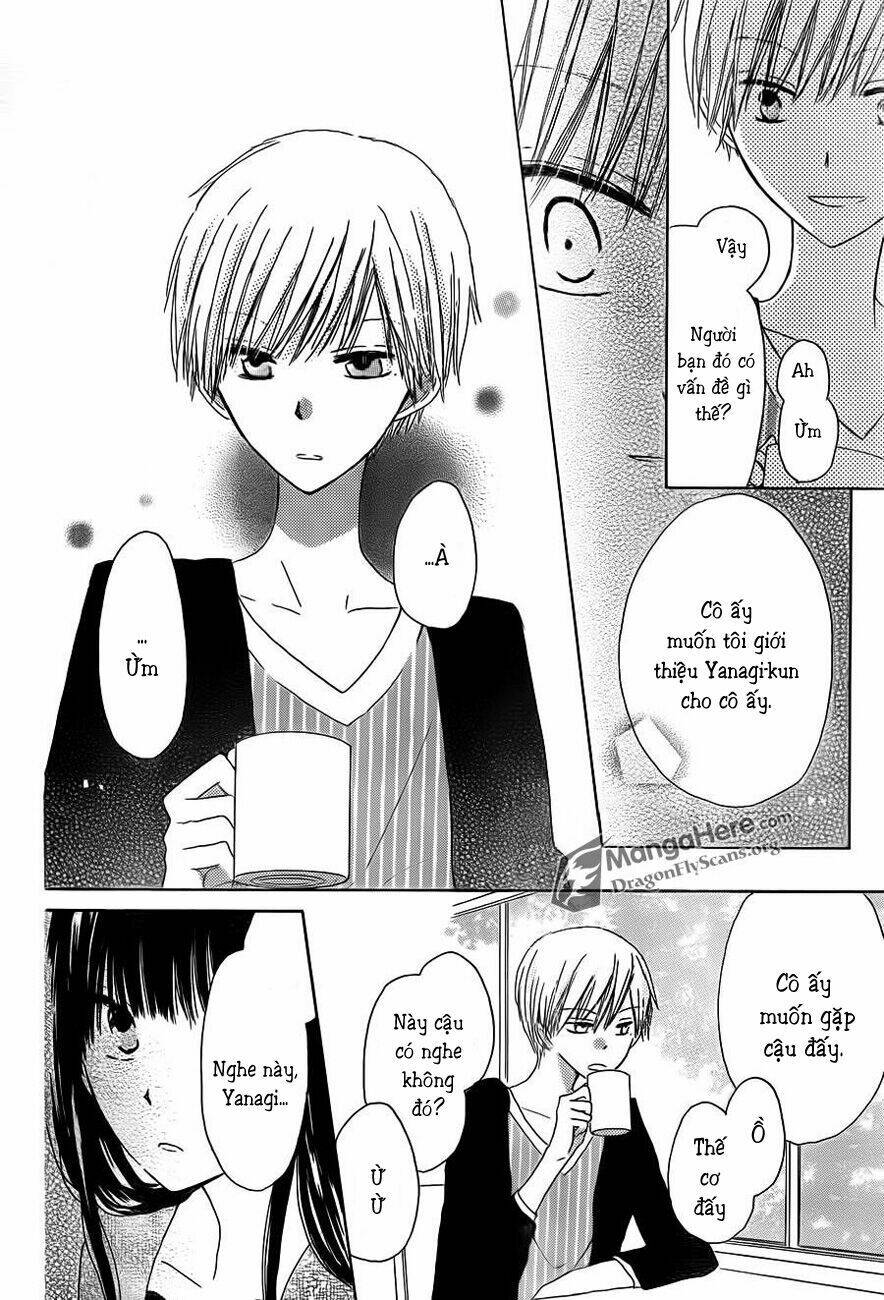 Vậy
Người
bạn đó có
vấn đề gì
thế?
Ah
Ừm
Cô ấy
muốn tôi giới
thiệu Yanagi-kun
cho cô ấy.
...À
...
Ừm
MangaHere.com
DragonFlyScans.org
Cô ấy
muốn gặp
cậu đấy.
Ồ
Thế
cơ
đấy
Này cậu
có nghe
không
đó?
Ừ
Ừ
Nghe này,
Yanagi...